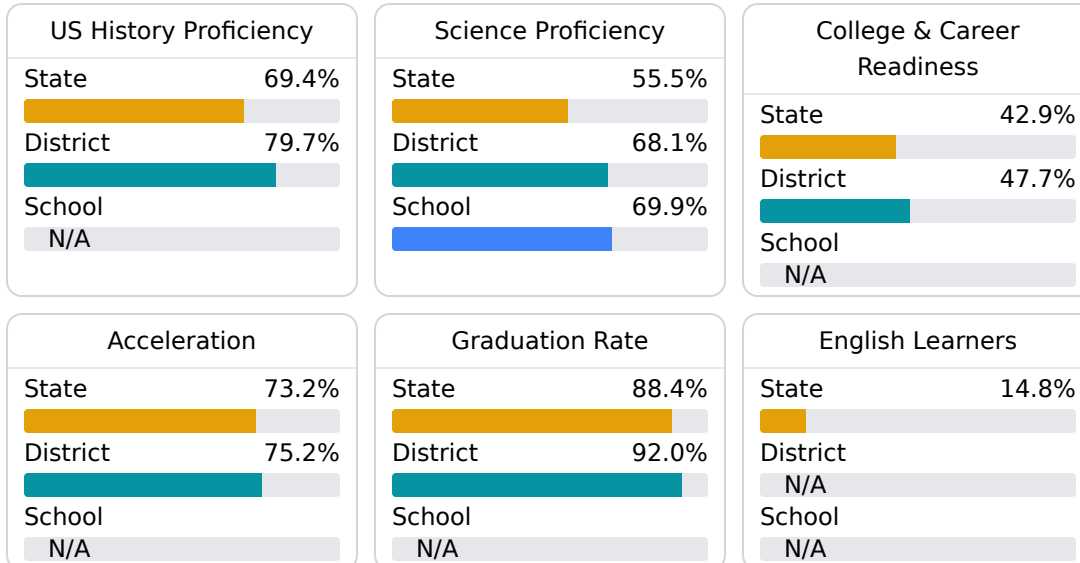 US History Proficiency
State 69.4%
District 79.7%
School
N/A
Science Proficiency
State 55.5%
District 68.1%
School 69.9%
College & Career
Readiness
State 42.9%
District 47.7%
School
N/A
Acceleration
State 73.2%
District 75.2%
School
N/A
Graduation Rate
State 88.4%
District 92.0%
School
N/A
English Learners
State 14.8%
District
N/A
School
N/A